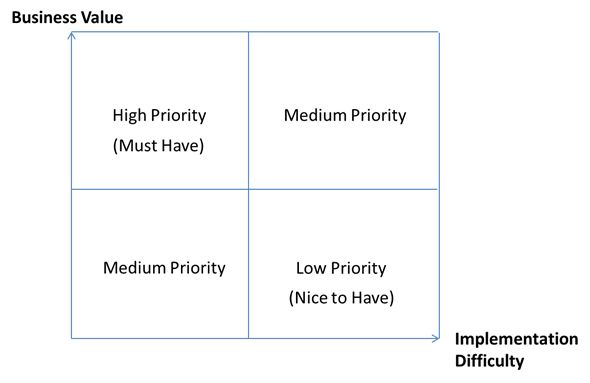 Business Value
High Priority
(Must Have)
Medium Priority
Medium Priority
Low Priority
(Nice to Have)
Implementation
Difficulty